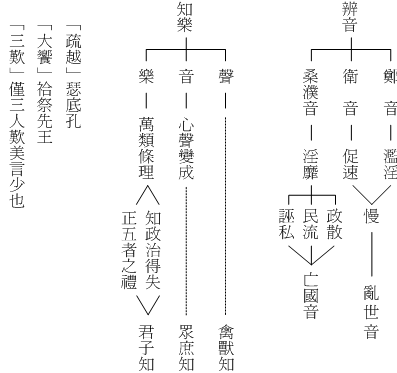 辨音
鄭音
濫淫
衛音
促速
慢
亂世音
桑濮音
淫靡
政散
民流
誣私
亡國音
知樂
聲
禽獸知
音
心聲變成
眾庶知
樂
萬類條理
知政治得失
正五者之禮
君子知
「疏越」瑟底孔
「大饗」祫祭先王
「三歎」僅三人歎美言少也